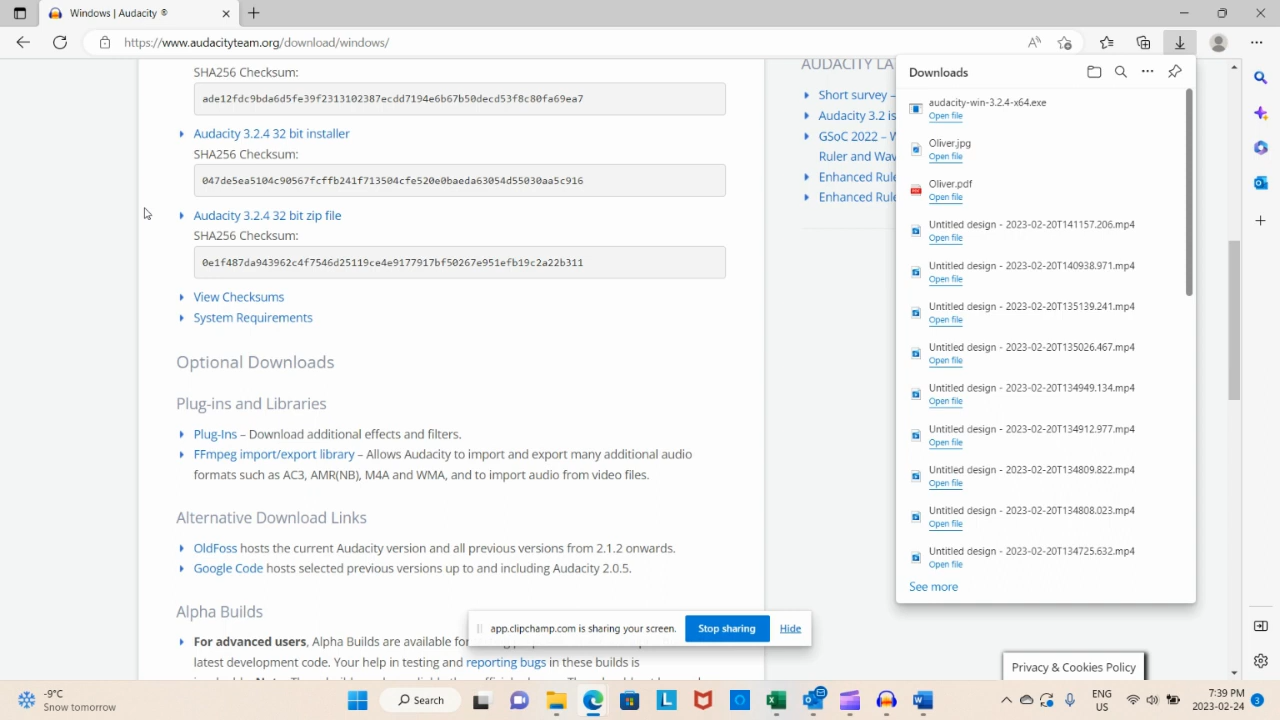 Windows | Audacity ®
https://www.audacityteam.org/download/windows/
SHA256 Checksum:
ade12fdc9bda6d5fe39f2313102387ecdd7194e6b67b50decd53f8c80fa69ea7
Audacity 3.2.4 32 bit installer
SHA256 Checksum:
047de5ea5104c90567fcffb241f713504cfe520e0baeda63054d55030aa5c916
Audacity 3.2.4 32 bit zip file
SHA256 Checksum:
0e1f487da943962c4f7546d25119ce4e9177917bf50267e951efb19c2a22b311
View Checksums
System Requirements
Optional Downloads
Plug-ins and Libraries
Plug-Ins – Download additional effects and filters.
FFmpeg import/export library – Allows Audacity to import and export many additional audio
formats such as AC3, AMR(NB), M4A and WMA, and to import audio from video files.
Alternative Download Links
OldFoss hosts the current Audacity version and all previous versions from 2.1.2 onwards.
Google Code hosts selected previous versions up to and including Audacity 2.0.5.
Alpha Builds
For advanced users, Alpha Builds are available for
latest development code. Your help in testing and reporting bugs in these builds is
AUDACITY LA
Short survey –
Audacity 3.2 is
GSoC 2022 – W
Ruler and Wav
Enhanced Rule
Enhanced Rule
Downloads
audacity-win-3.2.4-x64.exe
Open file
Oliver.jpg
Open file
Oliver.pdf
Open file
Untitled design - 2023-02-20T141157.206.mp4
Open file
Untitled design - 2023-02-20T140938.971.mp4
Open file
Untitled design - 2023-02-20T135139.241.mp4
Open file
Untitled design - 2023-02-20T135026.467.mp4
Open file
Untitled design - 2023-02-20T134949.134.mp4
Open file
Untitled design - 2023-02-20T134912.977.mp4
Open file
Untitled design - 2023-02-20T134809.822.mp4
Open file
Untitled design - 2023-02-20T134808.023.mp4
Open file
Untitled design - 2023-02-20T134725.632.mp4
Open file
See more
app.clipchamp.com is sharing your screen.
Stop sharing
Hide
Privacy & Cookies Policy
-9°C
Snow tomorrow
Search
ENG
US
7:39 PM
2023-02-24
3